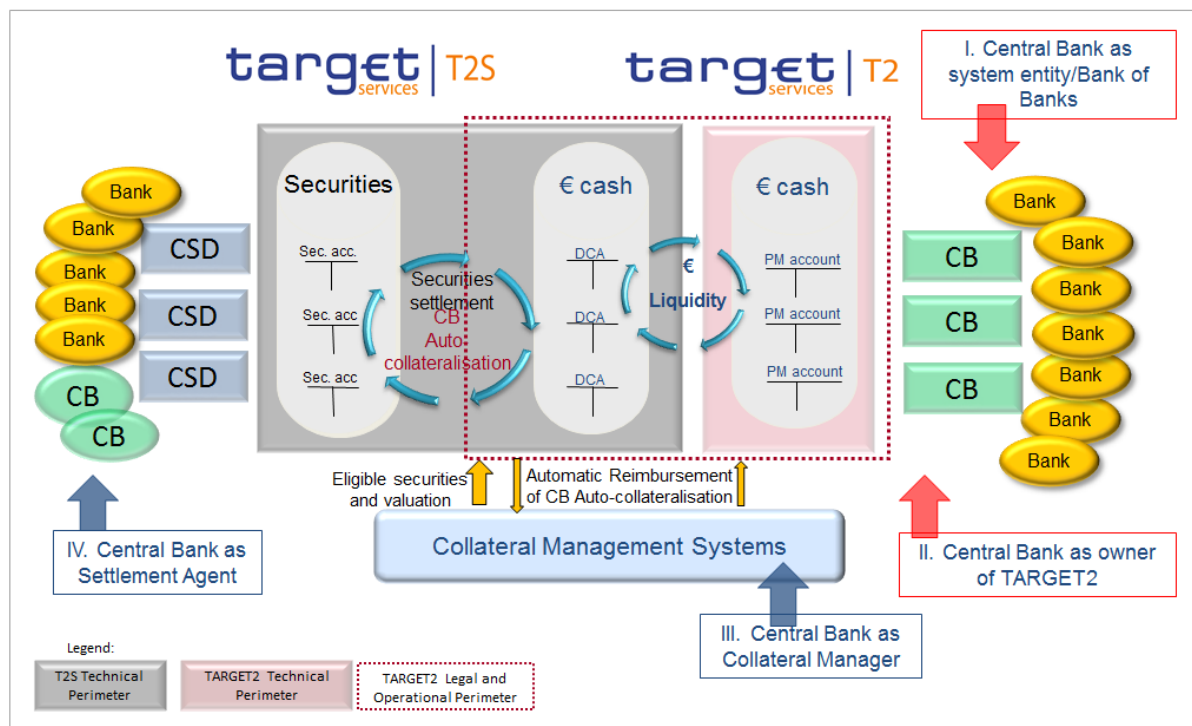 target services | T2S
target services | T2
I. Central Bank as
system entity/Bank of
Banks
Bank
Bank
Bank
Bank
Bank
CB
CB
CSD
CSD
CSD
Securities
Sec. acc.
Sec. acc
Sec. acc
Securities
settlement
CB
Auto
collateralisation
€ cash
DCA
DCA
DCA
€
Liquidity
€ cash
PM account
PM account
PM account
CB
CB
CB
Bank
Bank
Bank
Bank
Bank
Bank
Bank
Eligible securities
and valuation
Automatic Reimbursement
of CB Auto-collateralisation
Collateral Management Systems
IV. Central Bank as
Settlement Agent
II. Central Bank as owner
of TARGET2
III. Central Bank as
Collateral Manager
Legend:
T2S Technical
Perimeter
TARGET2 Technical
Perimeter
TARGET2 Legal and
Operational Perimeter